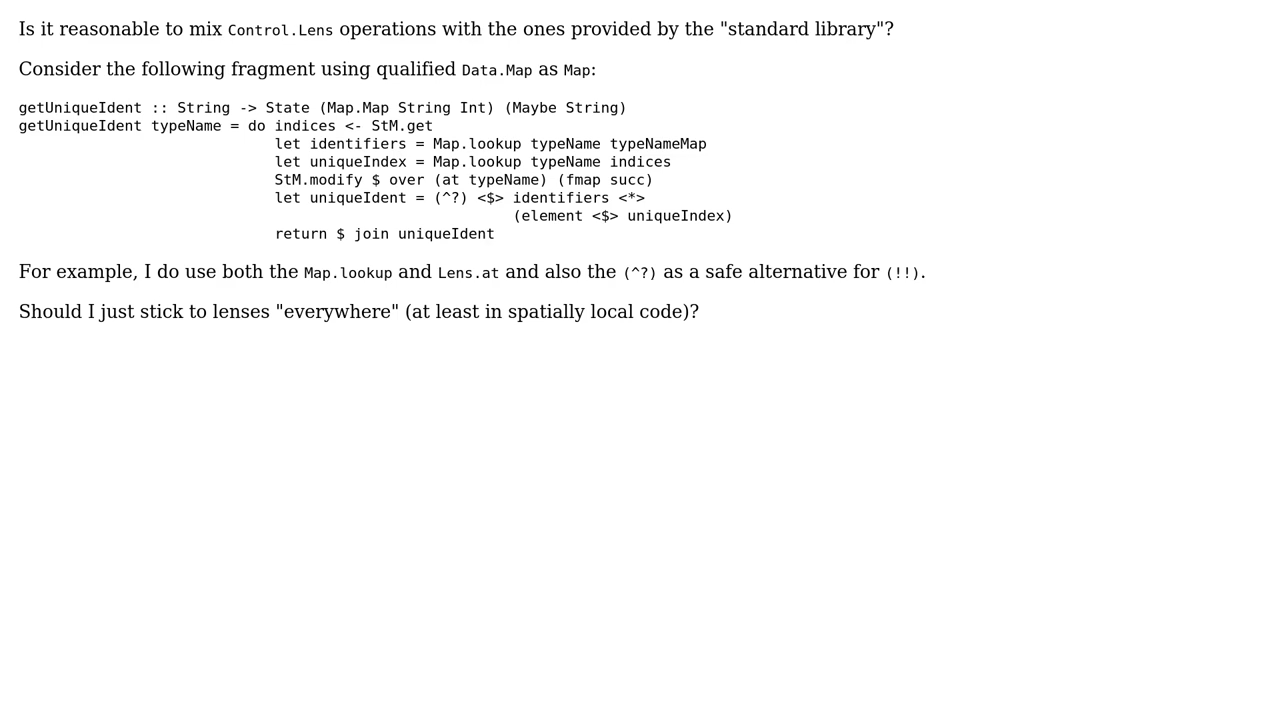 Is it reasonable to mix Control.Lens operations with the ones provided by the "standard library"?
Consider the following fragment using qualified Data.Map as Map:
getUniqueIdent :: String -> State (Map.Map String Int) (Maybe String)
getUniqueIdent typeName = do indices <- StM.get
                             let identifiers = Map.lookup typeName typeNameMap
                             let uniqueIndex = Map.lookup typeName indices
                             StM.modify $ over (at typeName) (fmap succ)
                             let uniqueIdent = (^?) <$> identifiers <*>
                                                        (element <$> uniqueIndex)
                             return $ join uniqueIdent
For example, I do use both the Map.lookup and Lens.at and also the (^?) as a safe alternative for (!!).
Should I just stick to lenses "everywhere" (at least in spatially local code)?